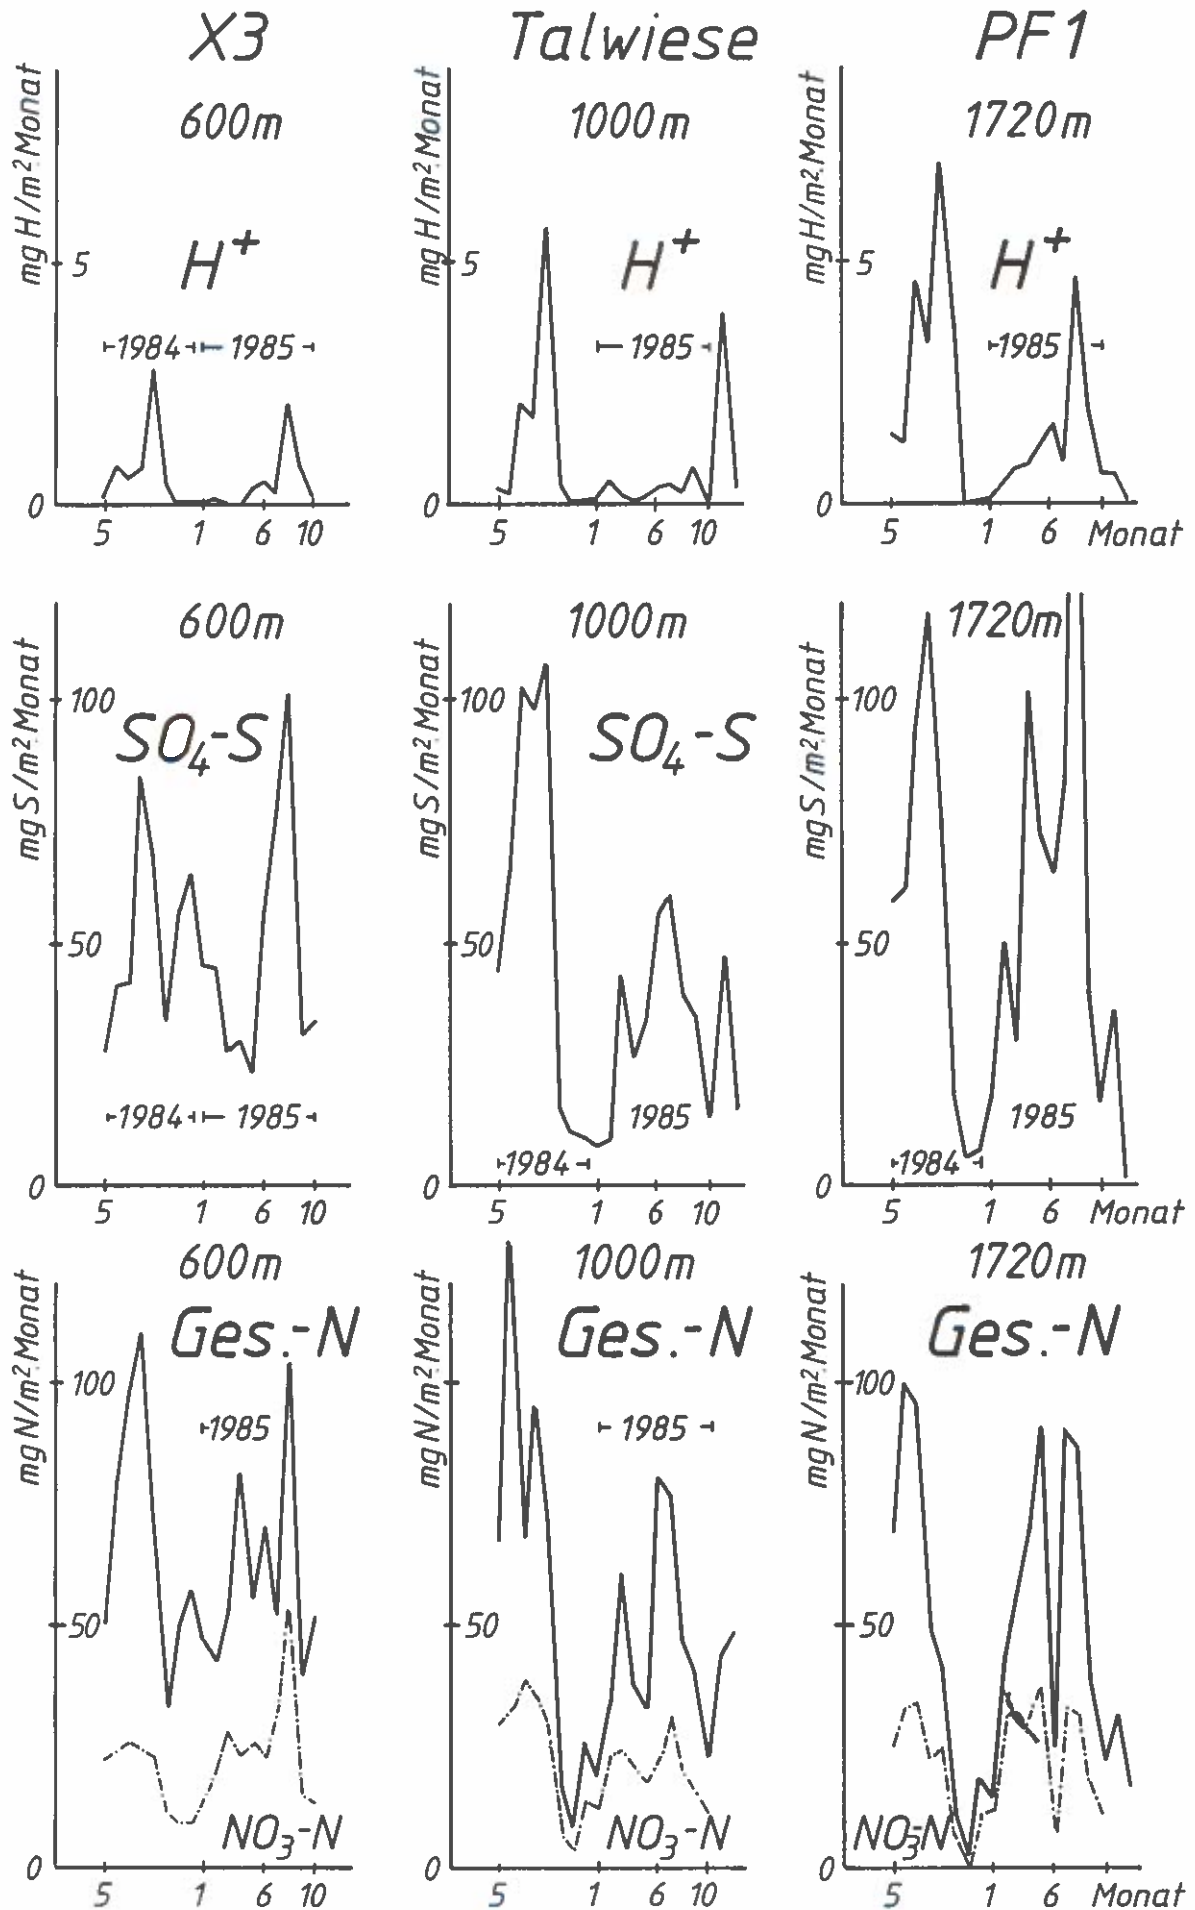 X3 Talwiese PF1
600m 1000m 1720m
mg H/m².Monat mg H/m².Monat mg H/m².Monat
H⁺ H⁺ H⁺
5 5 5
1984 1985 1985 1985
0 0 0
5 1 6 10 5 1 6 10 5 1 6 Monat
600m 1000m 1720m
mg S/m².Monat mg S/m².Monat mg S/m².Monat
100 100 100
SO₄-S SO₄-S
50 50 50
1984 1985 1985 1985
1984 1984
0 0 0
5 1 6 10 5 1 6 10 5 1 6 Monat
600m 1000m 1720m
Ges.-N Ges.-N Ges.-N
mg N/m².Monat mg N/m².Monat mg N/m².Monat
100 100
1985 1985
50 50 50
NO₃-N NO₃-N NO₃-N
0 0 0
5 1 6 10 5 1 6 10 5 1 6 Monat